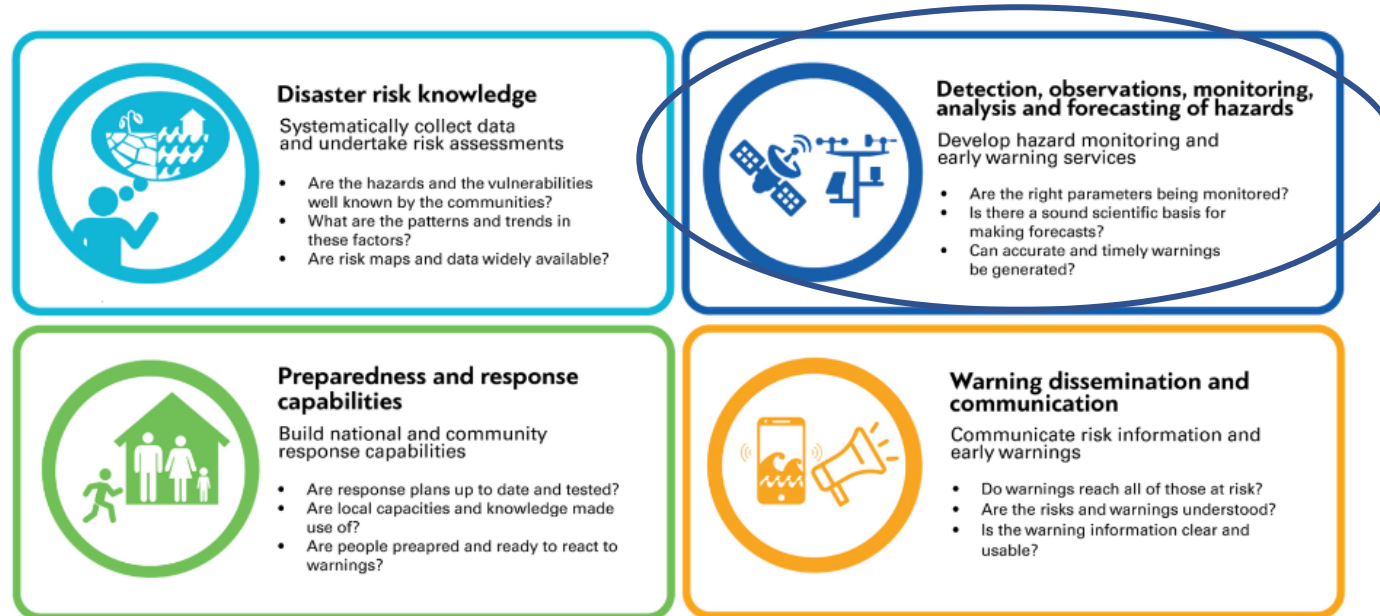 Disaster risk knowledge
Systematically collect data
and undertake risk assessments
• Are the hazards and the vulnerabilities
well known by the communities?
• What are the patterns and trends in
these factors?
• Are risk maps and data widely available?
Detection, observations, monitoring,
analysis and forecasting of hazards
Develop hazard monitoring and
early warning services
• Are the right parameters being monitored?
• Is there a sound scientific basis for
making forecasts?
• Can accurate and timely warnings
be generated?
Preparedness and response
capabilities
Build national and community
response capabilities
• Are response plans up to date and tested?
• Are local capacities and knowledge made
use of?
• Are people preapred and ready to react to
warnings?
Warning dissemination and
communication
Communicate risk information and
early warnings
• Do warnings reach all of those at risk?
• Are the risks and warnings understood?
• Is the warning information clear and
usable?